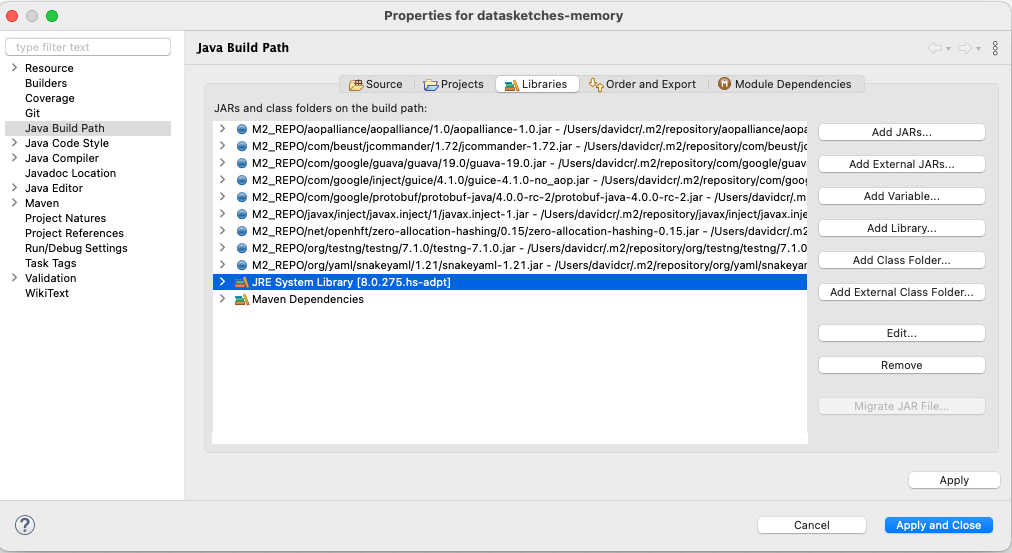 Properties for datasketches-memory
type filter text
Resource
Builders
Coverage
Git
Java Build Path
Java Code Style
Java Compiler
Javadoc Location
Java Editor
Maven
Project Natures
Project References
Run/Debug Settings
Task Tags
Validation
WikiText
Java Build Path
Source
Projects
Libraries
Order and Export
M Module Dependencies
JARs and class folders on the build path:
M2_REPO/aopalliance/aopalliance/1.0/aopalliance-1.0.jar - /Users/davidcr/.m2/repository/aopalliance/aopa
M2_REPO/com/beust/jcommander/1.72/jcommander-1.72.jar - /Users/davidcr/.m2/repository/com/beust/jc
M2_REPO/com/google/guava/guava/19.0/guava-19.0.jar - /Users/davidcr/.m2/repository/com/google/guav
M2_REPO/com/google/inject/guice/4.1.0/guice-4.1.0-no_aop.jar - /Users/davidcr/.m2/repository/com/goog
M2_REPO/com/google/protobuf/protobuf-java/4.0.0-rc-2/protobuf-java-4.0.0-rc-2.jar - /Users/davidcr/.m
M2_REPO/javax/inject/javax.inject/1/javax.inject-1.jar - /Users/davidcr/.m2/repository/javax/inject/javax.inje
M2_REPO/net/openhft/zero-allocation-hashing/0.15/zero-allocation-hashing-0.15.jar - /Users/davidcr/.m2
M2_REPO/org/testng/testng/7.1.0/testng-7.1.0.jar - /Users/davidcr/.m2/repository/org/testng/testng/7.1.0
M2_REPO/org/yaml/snakeyaml/1.21/snakeyaml-1.21.jar - /Users/davidcr/.m2/repository/org/yaml/snakeyar
JRE System Library [8.0.275.hs-adpt]
Maven Dependencies
Add JARs...
Add External JARs...
Add Variable...
Add Library...
Add Class Folder...
Add External Class Folder...
Edit...
Remove
Migrate JAR File...
Apply
?
Cancel
Apply and Close